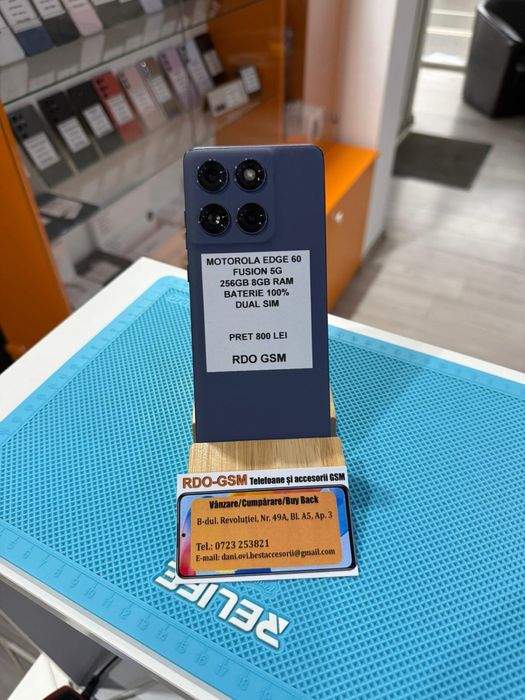 MOTOROLA EDGE 60
FUSION 5G
256GB 8GB RAM
BATERIE 100%
DUAL SIM
PRET 800 LEI
RDO GSM
RDO-GSM Telefoane și accesorii GSM
Vânzare/Cumpărare/Buy Back
B-dul. Revoluției, Nr. 49A, Bl. A5, Ap. 3
Tel.: 0723 253821
E-mail: dani.ovi.bestaccesorii@gmail.com
RELIFE